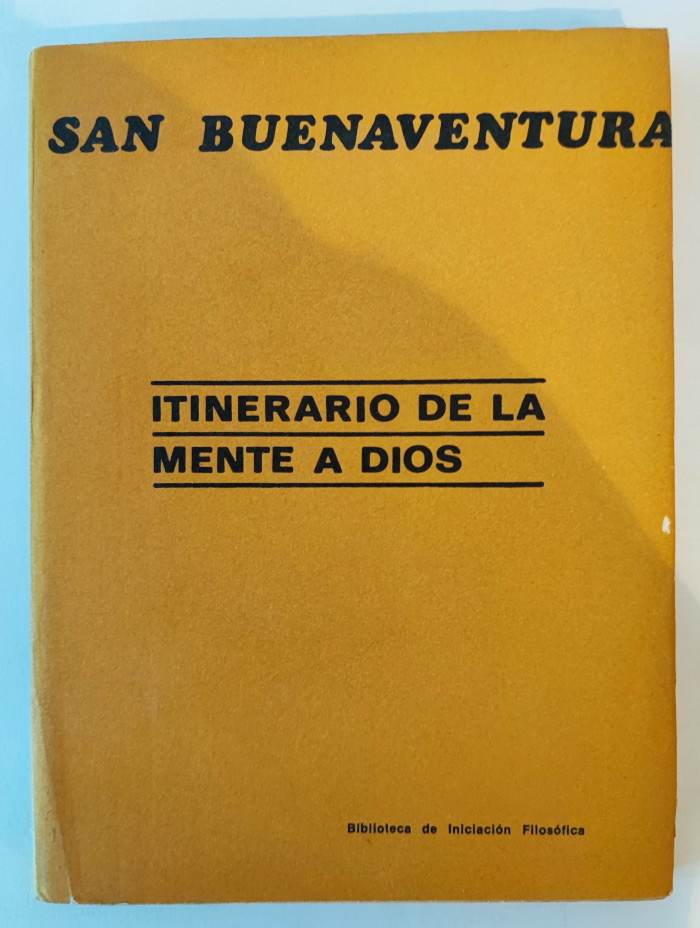 SAN BUENAVENTURA
ITINERARIO DE LA
MENTE A DIOS
Biblioteca de Iniciación Filosófica